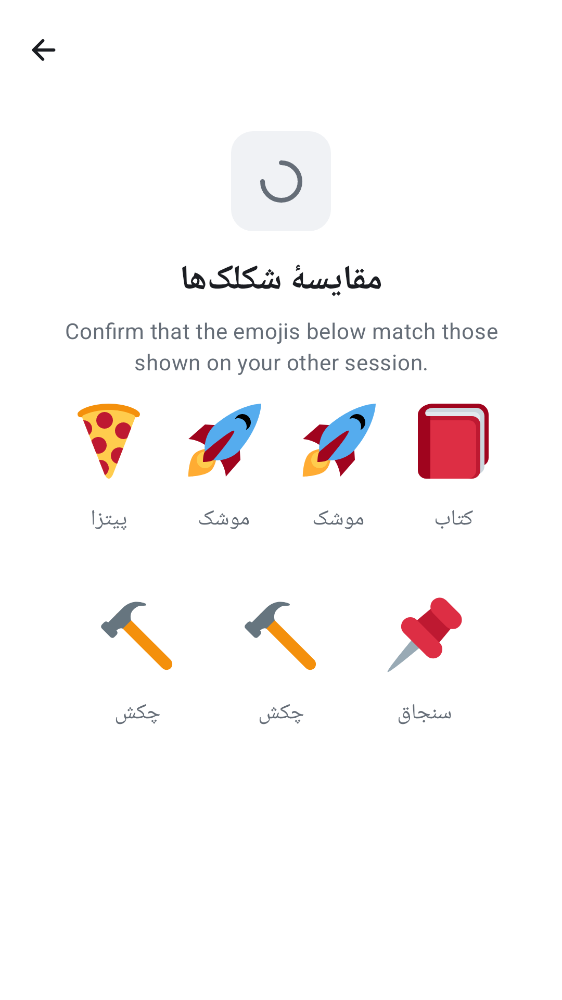 مقایسهٔ شکلک‌ها
Confirm that the emojis below match those
shown on your other session.
پیتزا موشک موشک کتاب
چکش چکش سنجاق